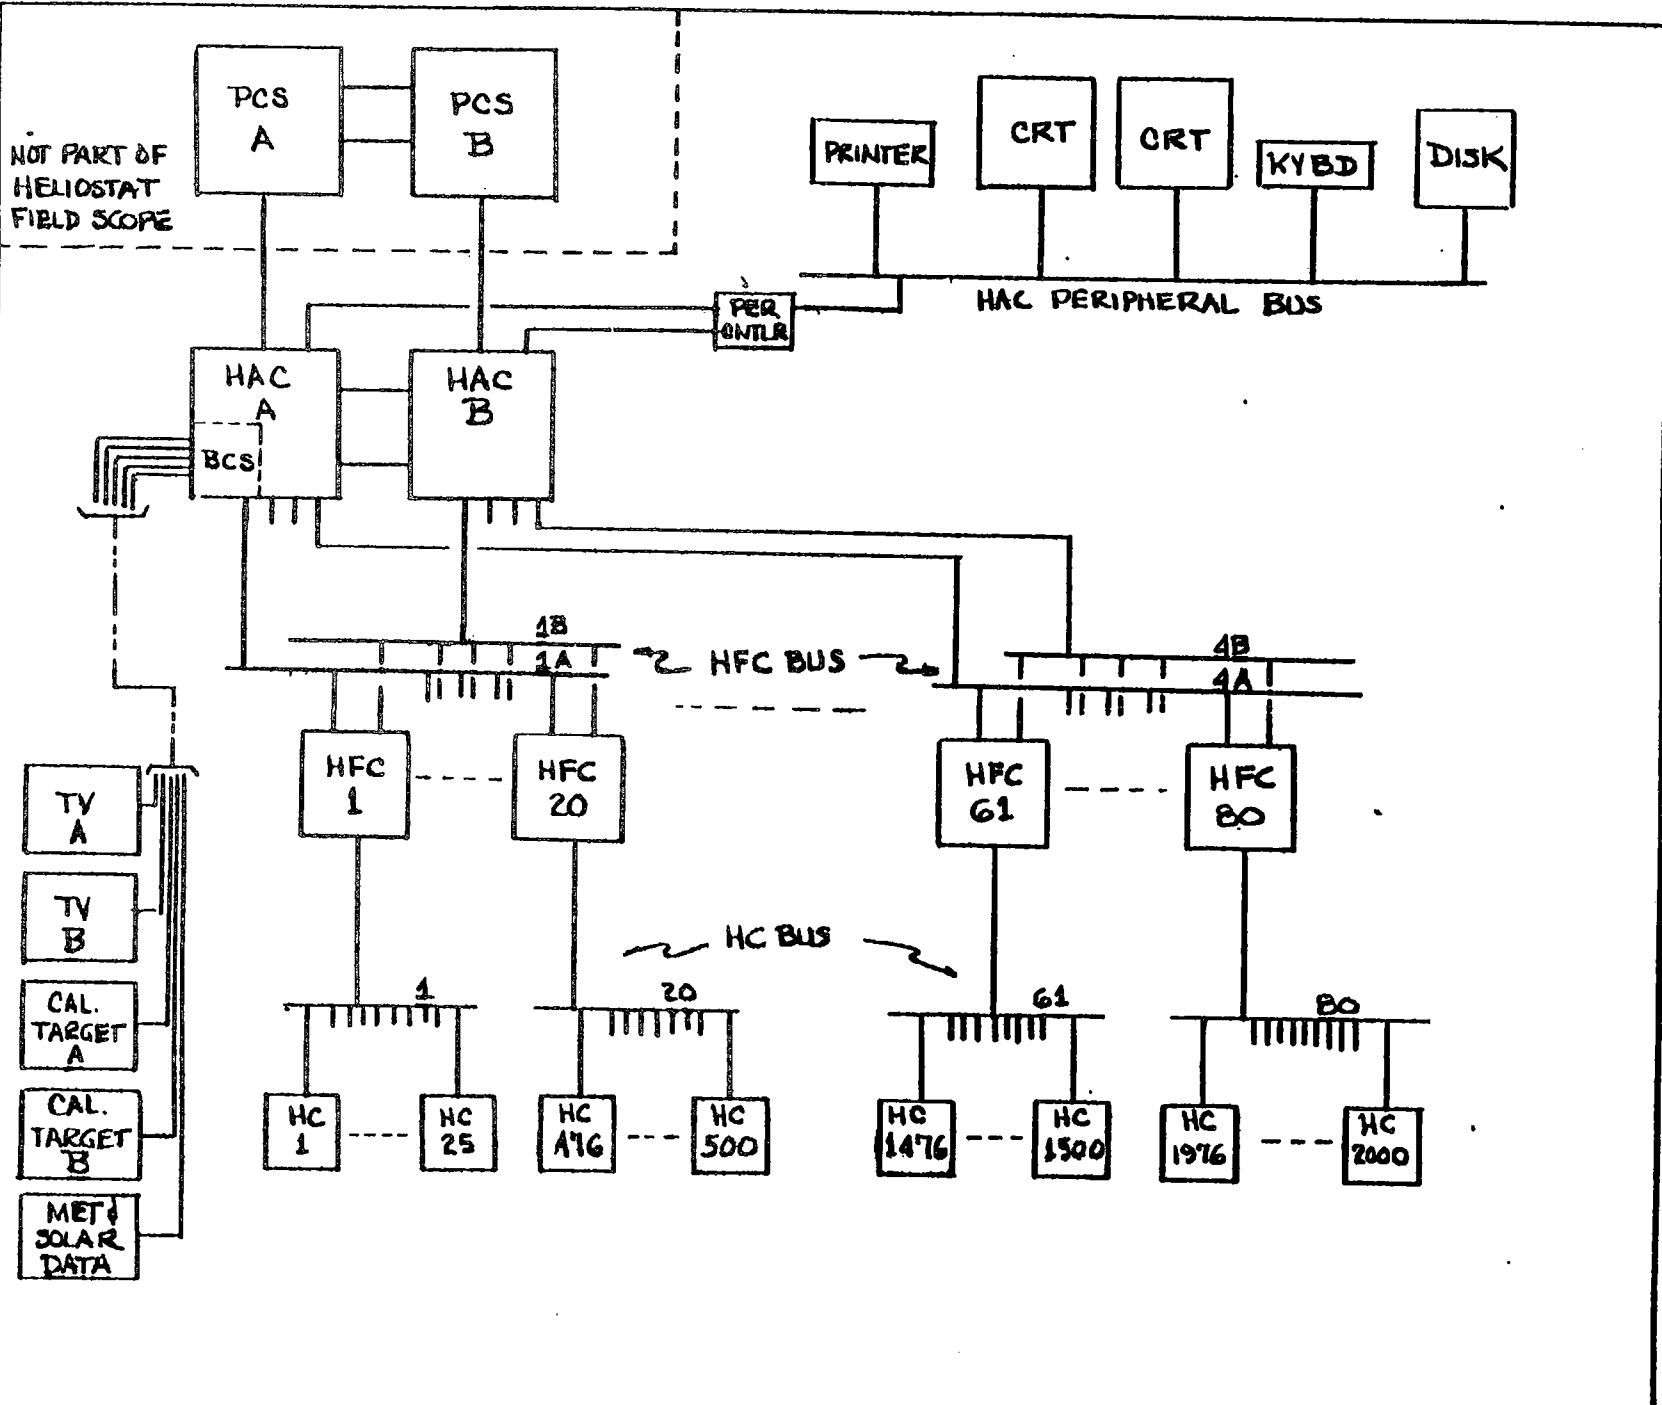 PCS
A
PCS
B
NOT PART OF
HELIOSTAT
FIELD SCOPE
PRINTER
CRT
CRT
KYBD
DISK
HAC PERIPHERAL BUS
PER
CNTLR
HAC
A
BCS
HAC
B
1B
1A
HFC BUS
4B
4A
HFC
1
HFC
20
HFC
61
HFC
80
TV
A
TV
B
CAL.
TARGET
A
CAL.
TARGET
B
MET &
SOLAR
DATA
HC BUS
1
20
61
80
HC
1
HC
25
HC
476
HC
500
HC
1476
HC
1500
HC
1976
HC
2000